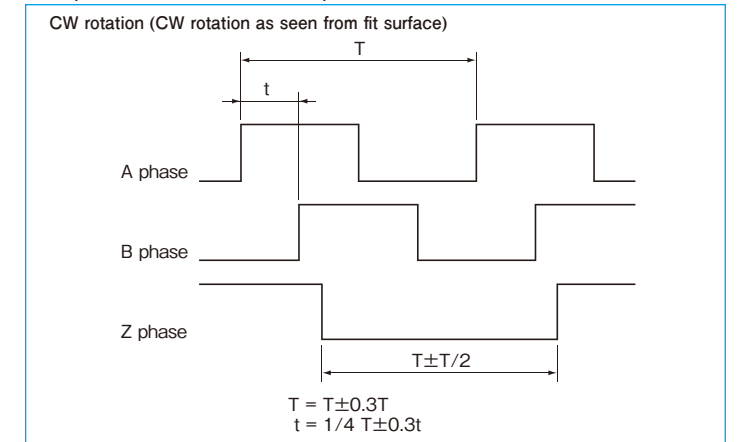 CW rotation (CW rotation as seen from fit surface)
T
t
A phase
B phase
Z phase
T±T/2
T = T±0.3T
t = 1/4 T±0.3t